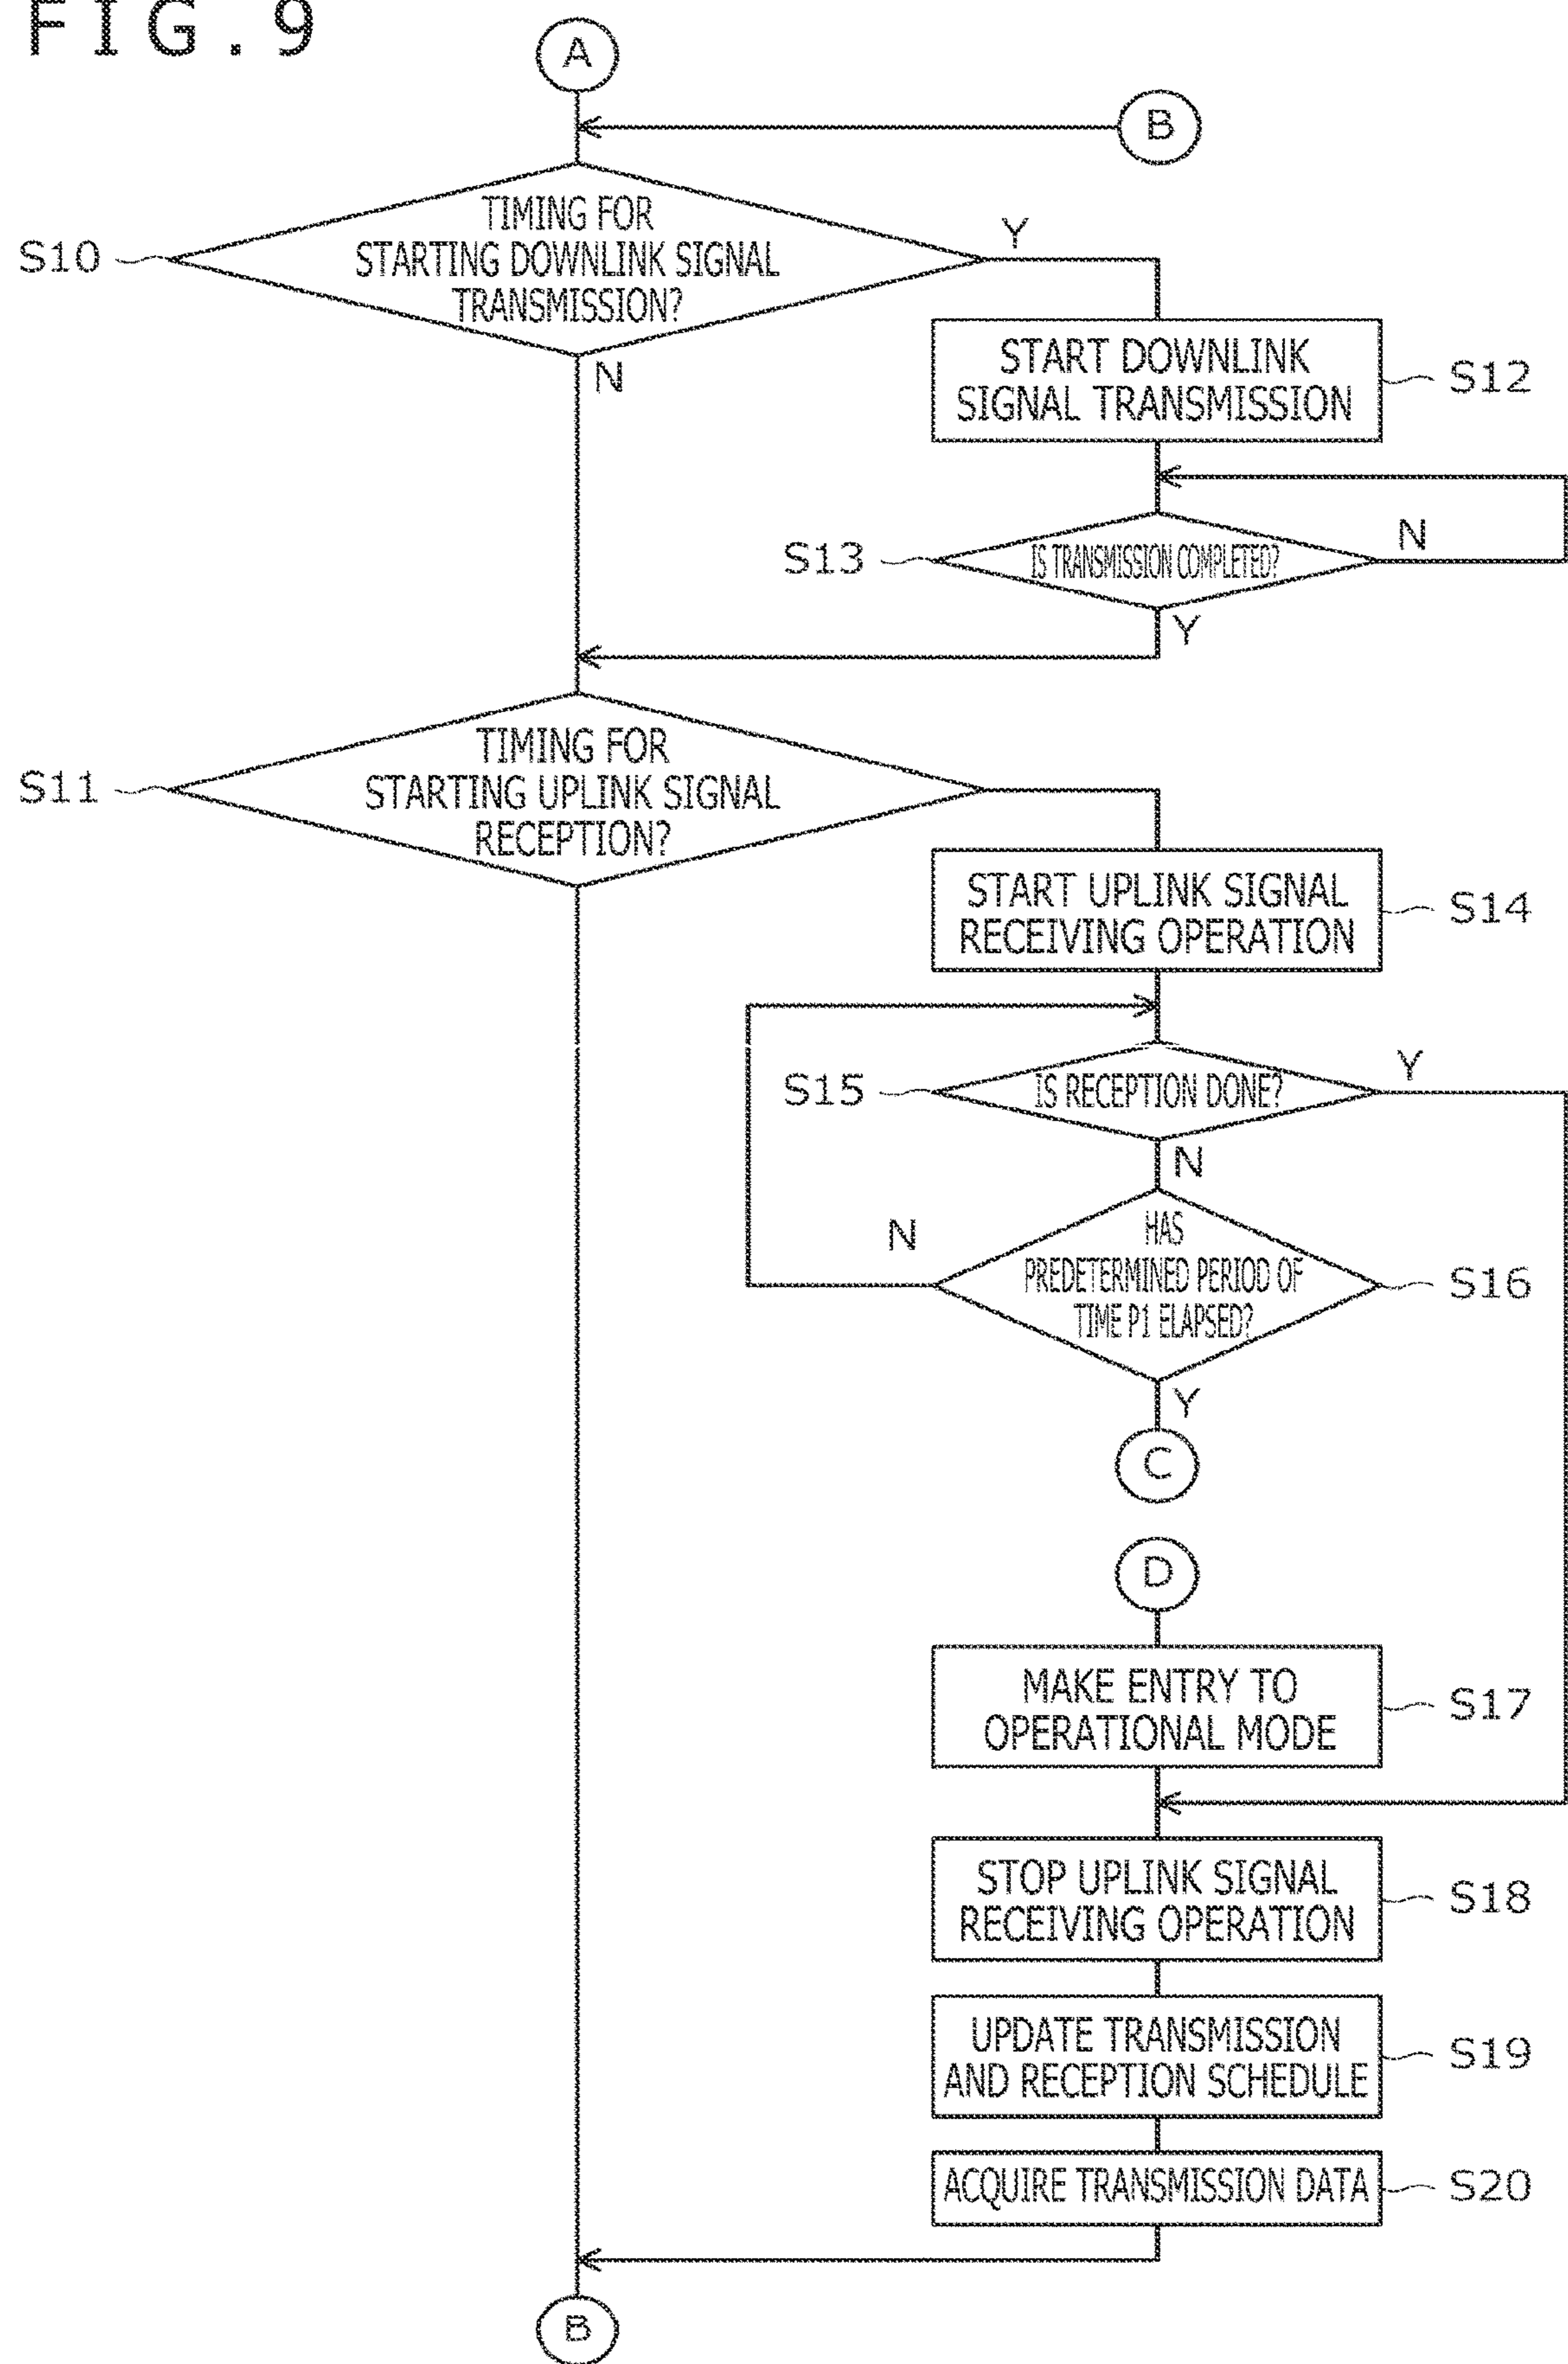 FIG.9
A
B
TIMING FOR
STARTING DOWNLINK SIGNAL
TRANSMISSION?
S10
Y
N
START DOWNLINK
SIGNAL TRANSMISSION
S12
IS TRANSMISSION COMPLETED?
S13
N
Y
TIMING FOR
STARTING UPLINK SIGNAL
RECEPTION?
S11
START UPLINK SIGNAL
RECEIVING OPERATION
S14
IS RECEPTION DONE?
S15
Y
N
HAS
PREDETERMINED PERIOD OF
TIME P1 ELAPSED?
N
S16
Y
C
D
MAKE ENTRY TO
OPERATIONAL MODE
S17
STOP UPLINK SIGNAL
RECEIVING OPERATION
S18
UPDATE TRANSMISSION
AND RECEPTION SCHEDULE
S19
ACQUIRE TRANSMISSION DATA
S20
B